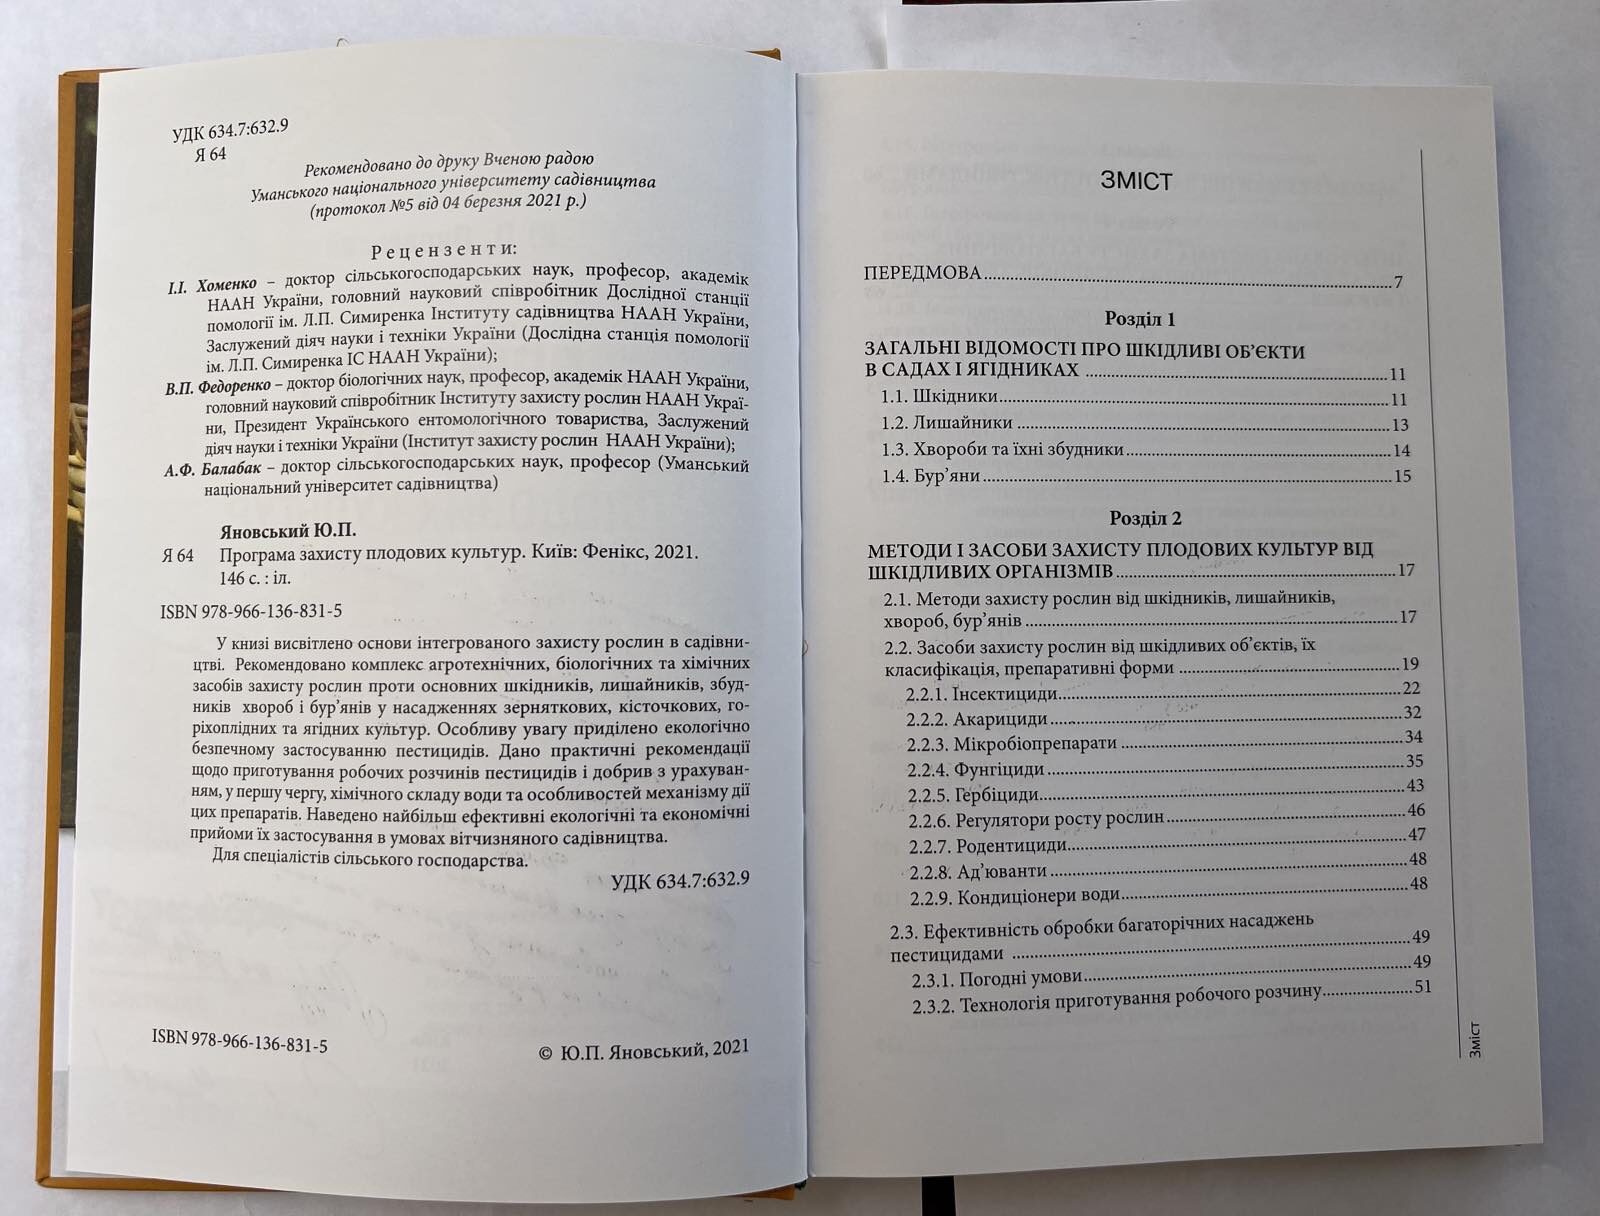 УДК 634.7:632.9
Я 64
Рекомендовано до друку Вченою радою
Уманського національного університету садівництва
(протокол №5 від 04 березня 2021 р.)
Рецензенти:
І.І. Хоменко – доктор сільськогосподарських наук, професор, академік
НААН України, головний науковий співробітник Дослідної станції
помології ім. Л.П. Симиренка Інституту садівництва НААН України,
Заслужений діяч науки і техніки України (Дослідна станція помології
ім. Л.П. Симиренка ІС НААН України);
В.П. Федоренко – доктор біологічних наук, професор, академік НААН України,
головний науковий співробітник Інституту захисту рослин НААН Украї-
ни, Президент Українського ентомологічного товариства, Заслужений
діяч науки і техніки України (Інститут захисту рослин НААН України);
А.Ф. Балабак – доктор сільськогосподарських наук, професор (Уманський
національний університет садівництва)
Яновський Ю.П.
Я 64 Програма захисту плодових культур. Київ: Фенікс, 2021.
146 с. : іл.
ISBN 978-966-136-831-5
У книзі висвітлено основи інтегрованого захисту рослин в садівни-
цтві. Рекомендовано комплекс агротехнічних, біологічних та хімічних
засобів захисту рослин проти основних шкідників, лишайників, збуд-
ників хвороб і бур’янів у насадженнях зерняткових, кісточкових, го-
ріхоплідних та ягідних культур. Особливу увагу приділено екологічно
безпечному застосуванню пестицидів. Дано практичні рекомендації
щодо приготування робочих розчинів пестицидів і добрив з урахуван-
ням, у першу чергу, хімічного складу води та особливостей механізму дії
цих препаратів. Наведено найбільш ефективні екологічні та економічні
прийоми їх застосування в умовах вітчизняного садівництва.
Для спеціалістів сільського господарства.
УДК 634.7:632.9
ISBN 978-966-136-831-5
© Ю.П. Яновський, 2021
ЗМІСТ
ПЕРЕДМОВА 7
Розділ 1
ЗАГАЛЬНІ ВІДОМОСТІ ПРО ШКІДЛИВІ ОБ’ЄКТИ
В САДАХ І ЯГІДНИКАХ 11
1.1. Шкідники 11
1.2. Лишайники 13
1.3. Хвороби та їхні збудники 14
1.4. Бур’яни 15
Розділ 2
МЕТОДИ І ЗАСОБИ ЗАХИСТУ ПЛОДОВИХ КУЛЬТУР ВІД
ШКІДЛИВИХ ОРГАНІЗМІВ 17
2.1. Методи захисту рослин від шкідників, лишайників,
хвороб, бур’янів 17
2.2. Засоби захисту рослин від шкідливих об’єктів, їх
класифікація, препаративні форми 19
2.2.1. Інсектициди 22
2.2.2. Акарициди 32
2.2.3. Мікробіопрепарати 34
2.2.4. Фунгіциди 35
2.2.5. Гербіциди 43
2.2.6. Регулятори росту рослин 46
2.2.7. Родентициди 47
2.2.8. Ад’юванти 48
2.2.9. Кондиціонери води 48
2.3. Ефективність обробки багаторічних насаджень
пестицидами 49
2.3.1. Погодні умови 49
2.3.2. Технологія приготування робочого розчину 51
Зміст